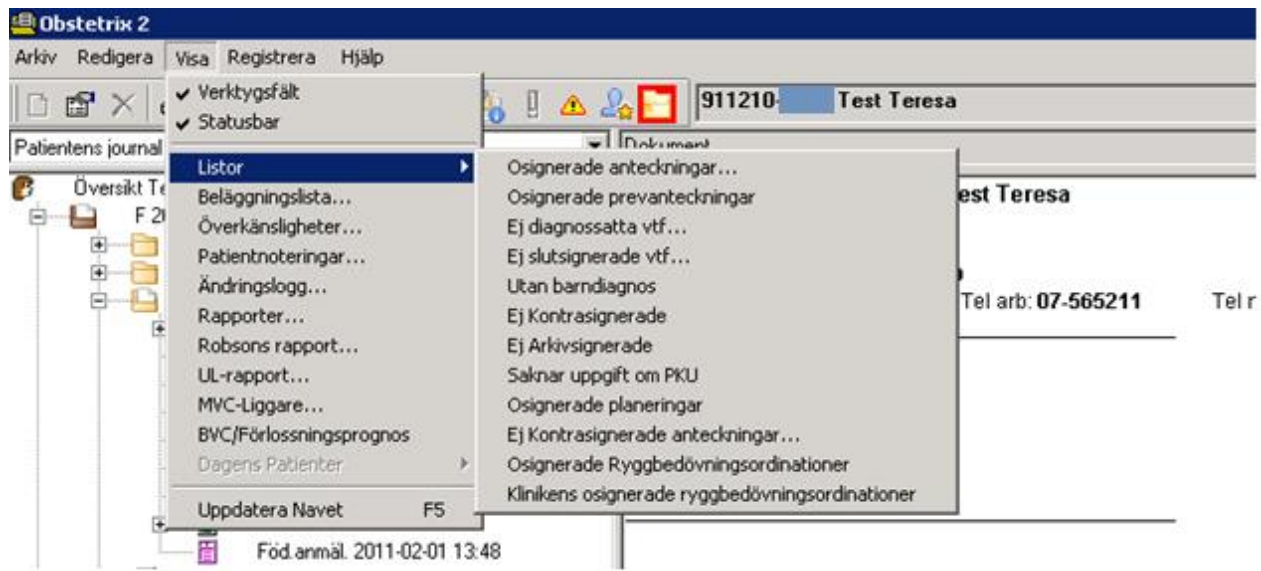 Obstetrix 2
Arkiv Redigera Visa Registrera Hjälp
911210- Test Teresa
Verktygsfält
Statusbar
Patientens journal
Dokument
Översikt Te
F 20
Listor
Beläggningslista...
Överkänsligheter...
Patientnoteringar...
Ändringslogg...
Rapporter...
Robsons rapport...
UL-rapport...
MVC-Liggare...
BVC/Förlossningsprognos
Dagens Patienter
Uppdatera Navet F5
Osignerade anteckningar...
Osignerade prevanteckningar
Ej diagnossatta vtf...
Ej slutsignerade vtf...
Utan barndiagnos
Ej Kontrasignerade
Ej Arkivsignerade
Saknar uppgift om PKU
Osignerade planeringar
Ej Kontrasignerade anteckningar...
Osignerade Ryggbedövningsordinationer
Klinikens osignerade ryggbedövningsordinationer
est Teresa
Tel arb: 07-565211 Tel
Föd.anmäl. 2011-02-01 13:48